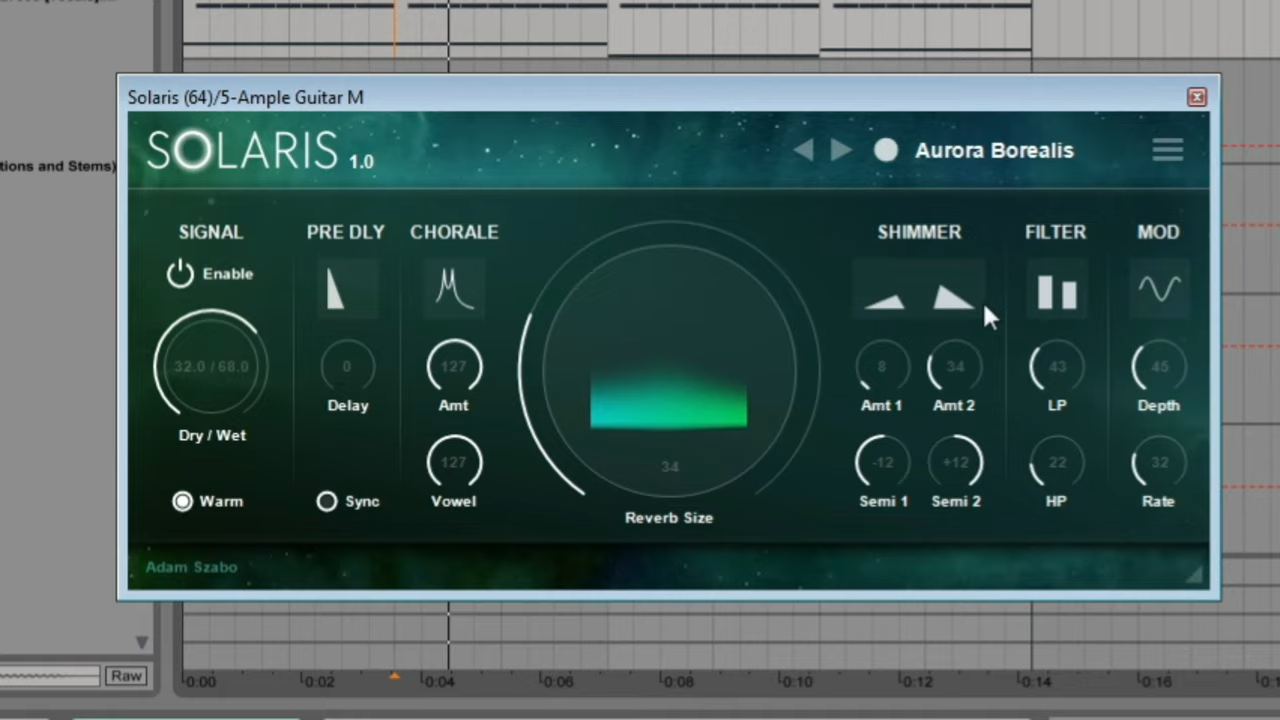 Solaris (64)/5-Ample Guitar M
SOLARIS 1.0
Aurora Borealis
tions and Stems)
SIGNAL
PRE DLY
CHORALE
SHIMMER
FILTER
MOD
Enable
32.0 / 68.0
0
127
8
34
43
45
Dry / Wet
Delay
Amt
Amt 1
Amt 2
LP
Depth
127
34
-12
+12
22
32
Warm
Sync
Vowel
Reverb Size
Semi 1
Semi 2
HP
Rate
Adam Szabo
Raw
0:00
0:02
0:04
0:06
0:08
0:10
0:12
0:14
0:16